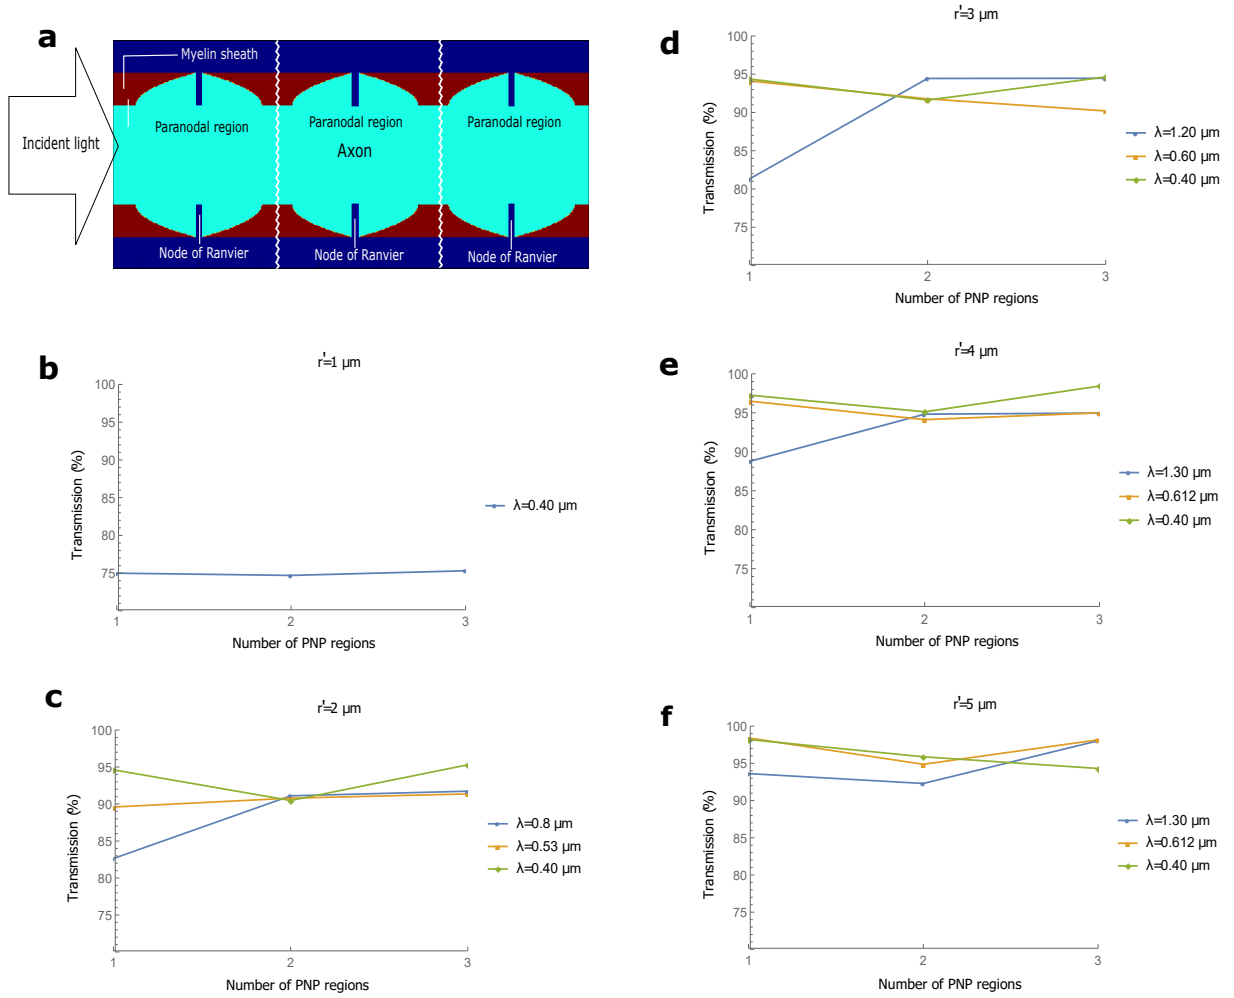 a
Myelin sheath
Incident light
Paranodal region
Paranodal region
Paranodal region
Axon
Node of Ranvier
Node of Ranvier
Node of Ranvier
b
r'=1 µm
100
95
90
85
80
75
Transmission (%)
1
2
3
Number of PNP regions
λ=0.40 µm
c
r'=2 µm
100
95
90
85
80
75
Transmission (%)
1
2
3
Number of PNP regions
λ=0.8 µm
λ=0.53 µm
λ=0.40 µm
d
r'=3 µm
100
95
90
85
80
75
Transmission (%)
1
2
3
Number of PNP regions
λ=1.20 µm
λ=0.60 µm
λ=0.40 µm
e
r'=4 µm
100
95
90
85
80
75
Transmission (%)
1
2
3
Number of PNP regions
λ=1.30 µm
λ=0.612 µm
λ=0.40 µm
f
r'=5 µm
100
95
90
85
80
75
Transmission (%)
1
2
3
Number of PNP regions
λ=1.30 µm
λ=0.612 µm
λ=0.40 µm